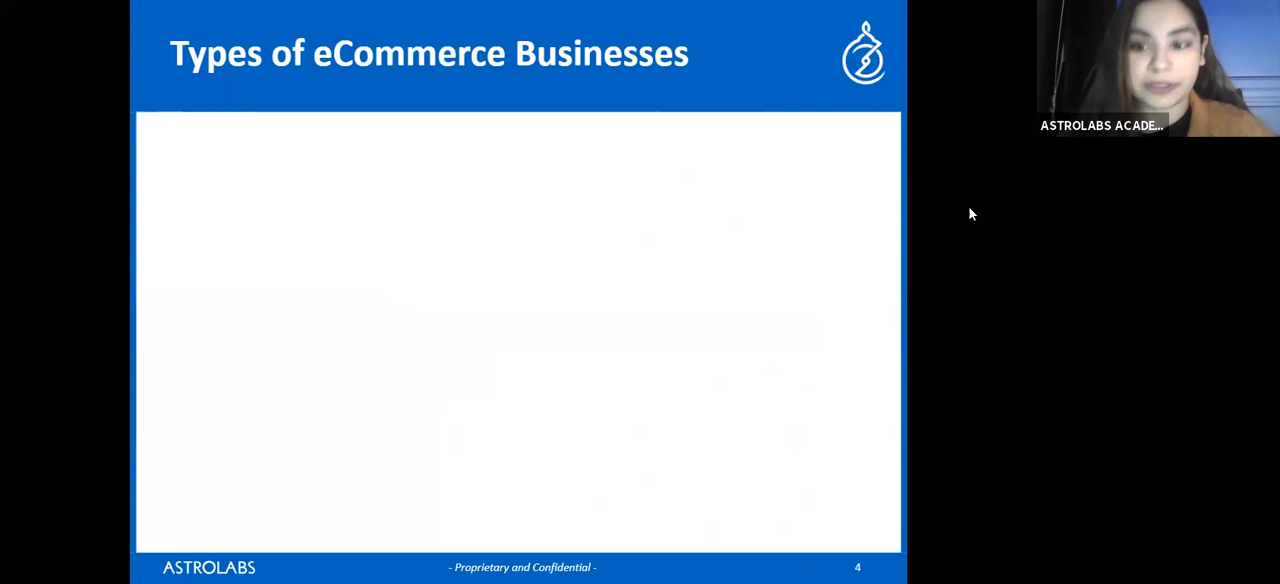 Types of eCommerce Businesses
ASTROLABS ACADE...
ASTROLABS
- Proprietary and Confidential -
4